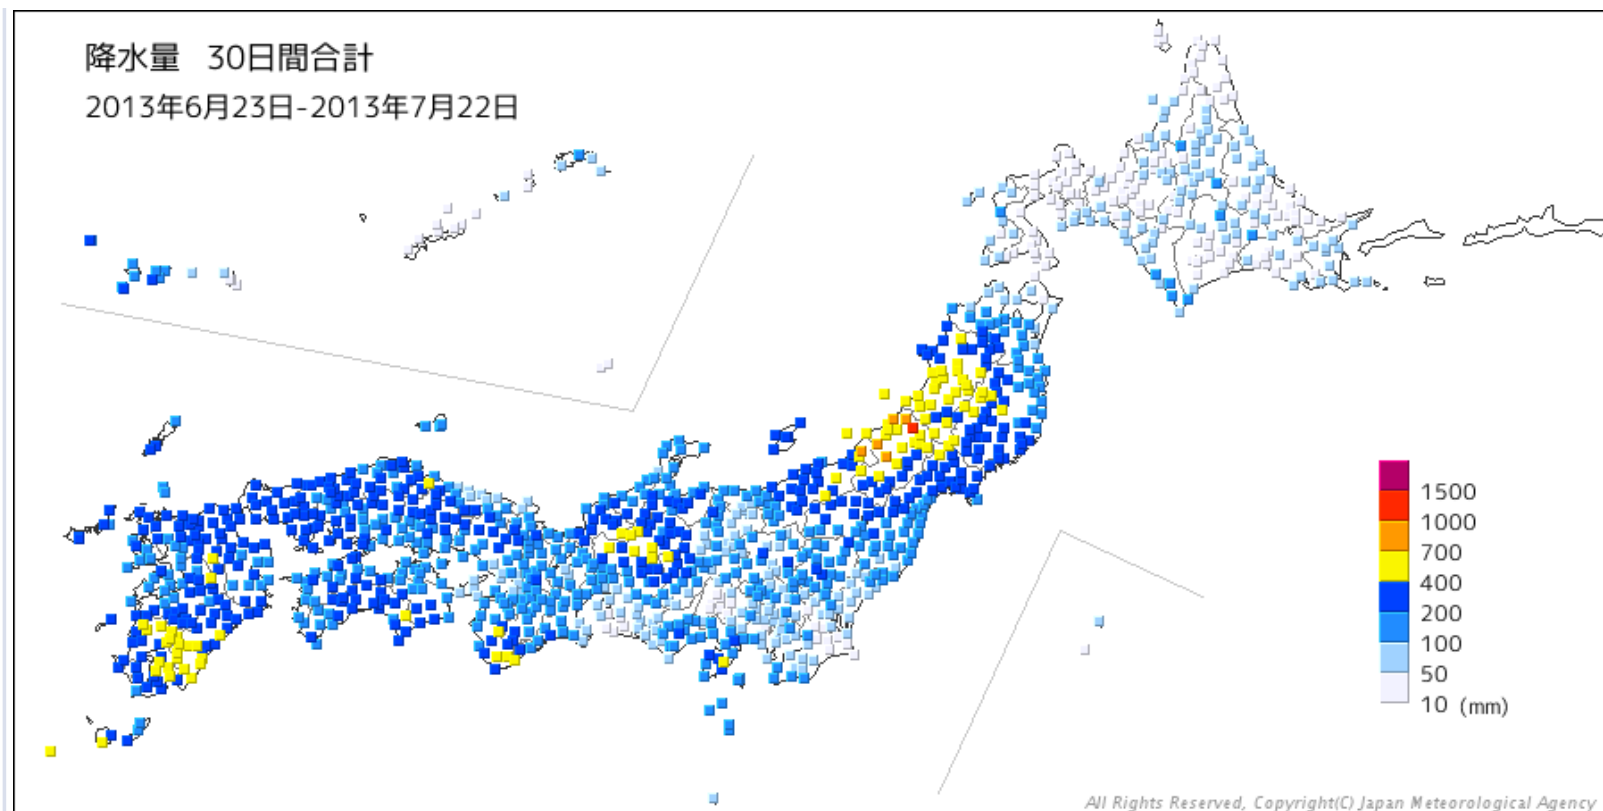 降水量 30日間合計
2013年6月23日-2013年7月22日
1500
1000
700
400
200
100
50
10 (mm)
All Rights Reserved, Copyright(C) Japan Meteorological Agency